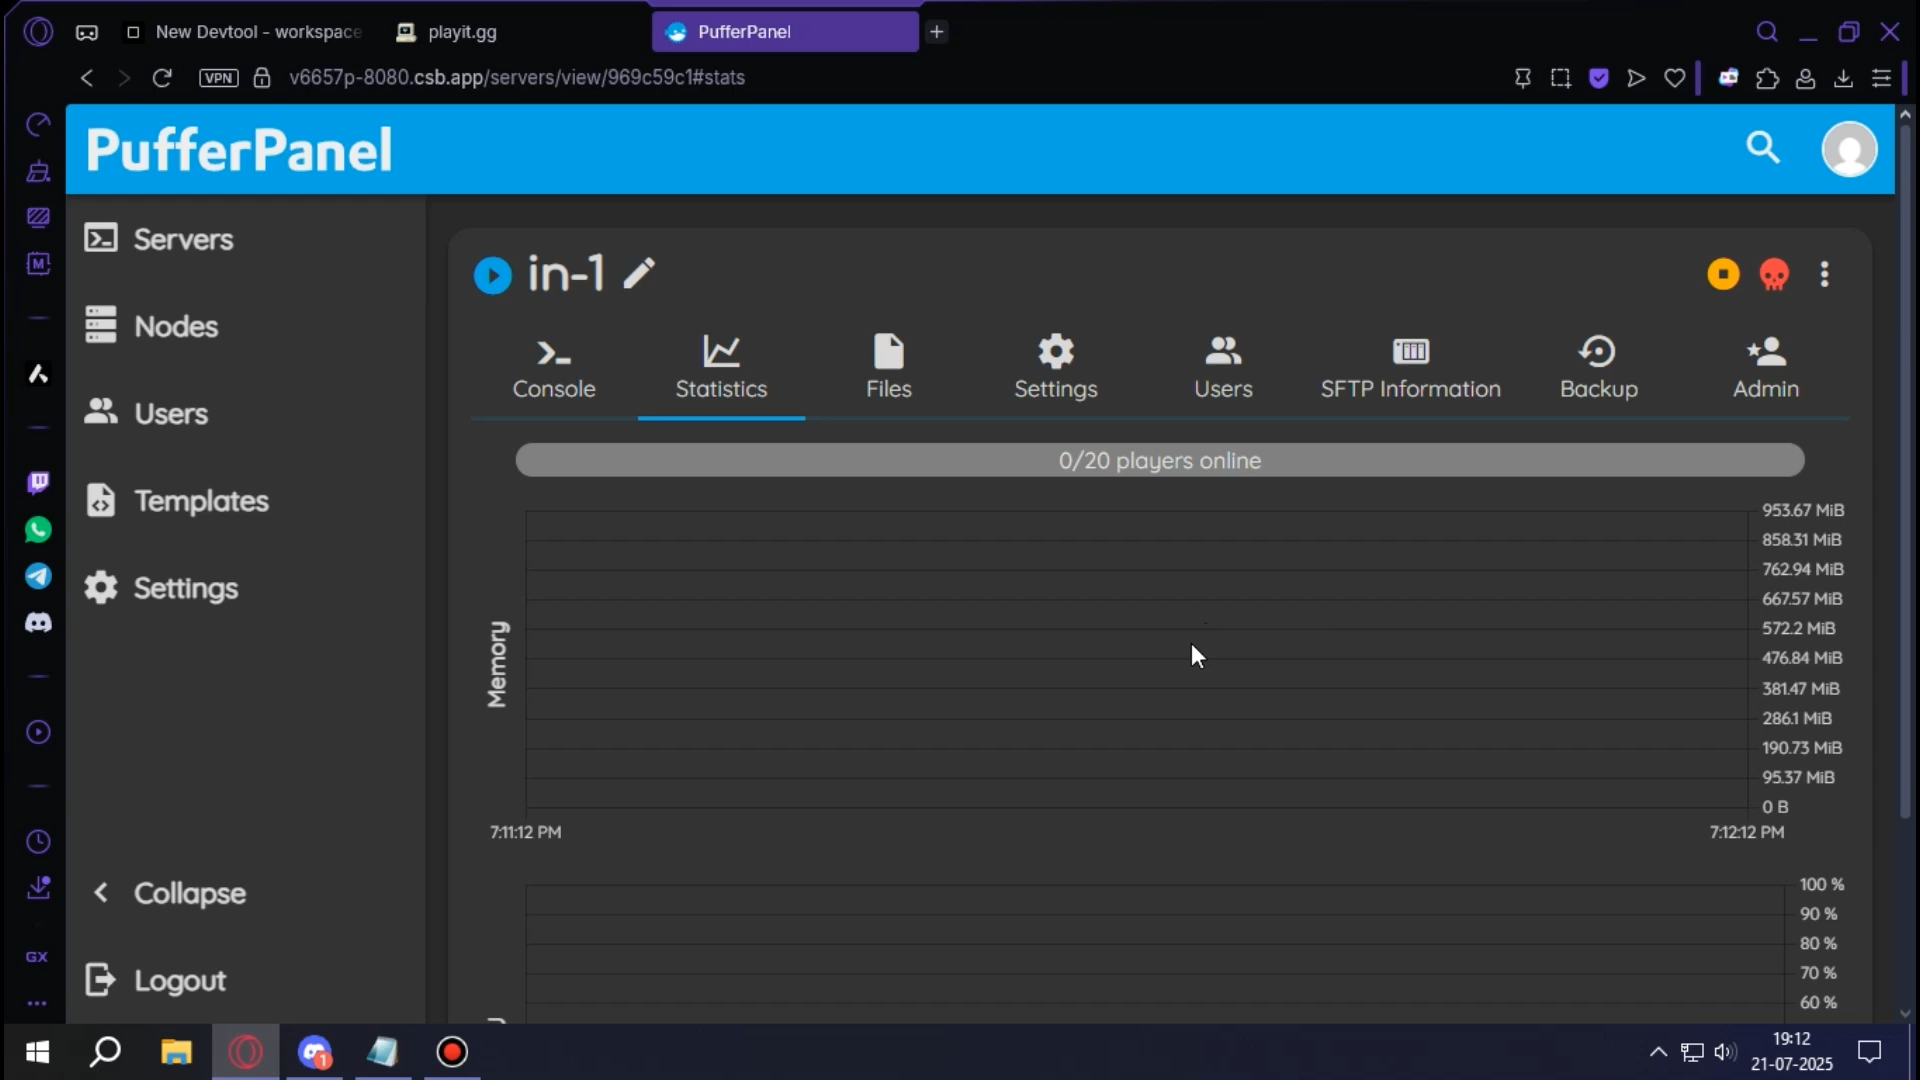 New Devtool - workspace
playit.gg
PufferPanel
VPN
v6657p-8080.csb.app/servers/view/969c59c1#stats
PufferPanel
Servers
Nodes
Users
Templates
Settings
Collapse
Logout
GX
in-1
Console
Statistics
Files
Settings
Users
SFTP Information
Backup
Admin
0/20 players online
Memory
953.67 MiB
858.31 MiB
762.94 MiB
667.57 MiB
572.2 MiB
476.84 MiB
381.47 MiB
286.1 MiB
190.73 MiB
95.37 MiB
0 B
7:11:12 PM
7:12:12 PM
100 %
90 %
80 %
70 %
60 %
1
19:12
21-07-2025